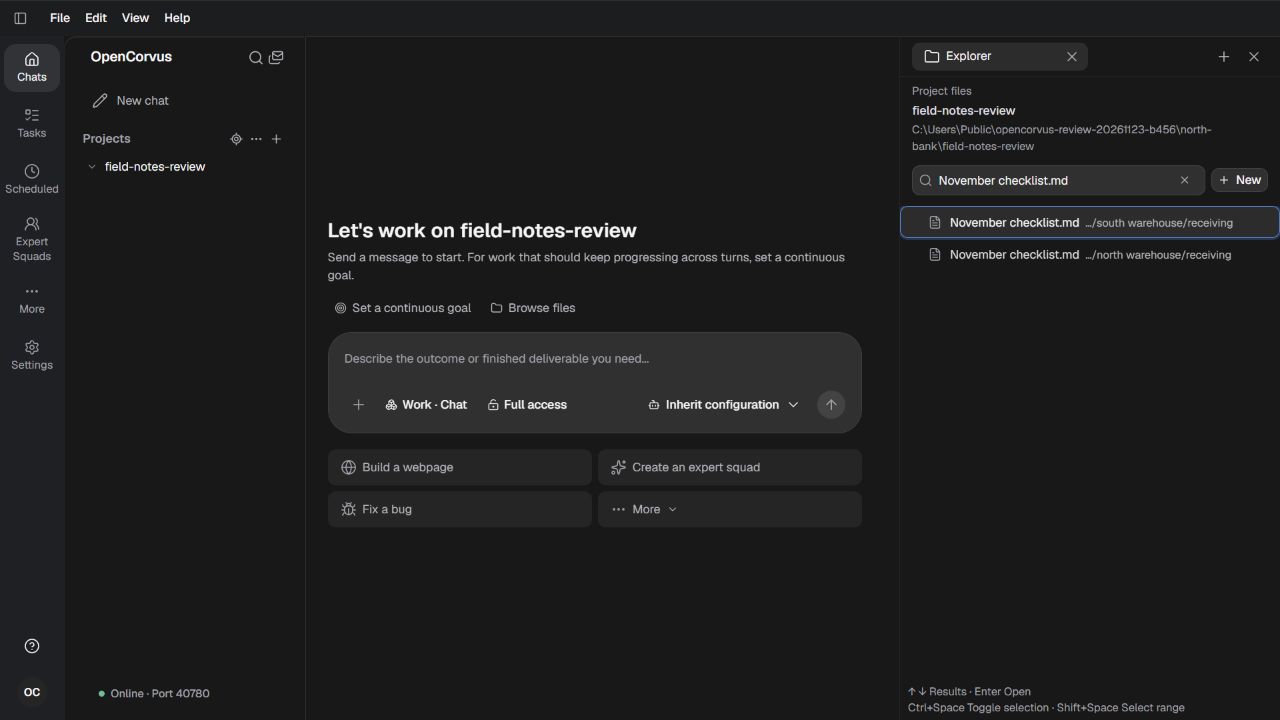 File Edit View Help
Chats
Tasks
Scheduled
Expert
Squads
More
Settings
OC
OpenCorvus
New chat
Projects
field-notes-review
Online · Port 40780
Let's work on field-notes-review
Send a message to start. For work that should keep progressing across turns, set a continuous
goal.
Set a continuous goal Browse files
Describe the outcome or finished deliverable you need...
Work · Chat Full access Inherit configuration
Build a webpage Create an expert squad
Fix a bug More
Explorer
Project files
field-notes-review
C:\Users\Public\opencorvus-review-20261123-b456\north-
bank\field-notes-review
November checklist.md New
November checklist.md .../south warehouse/receiving
November checklist.md .../north warehouse/receiving
↑↓ Results · Enter Open
Ctrl+Space Toggle selection · Shift+Space Select range